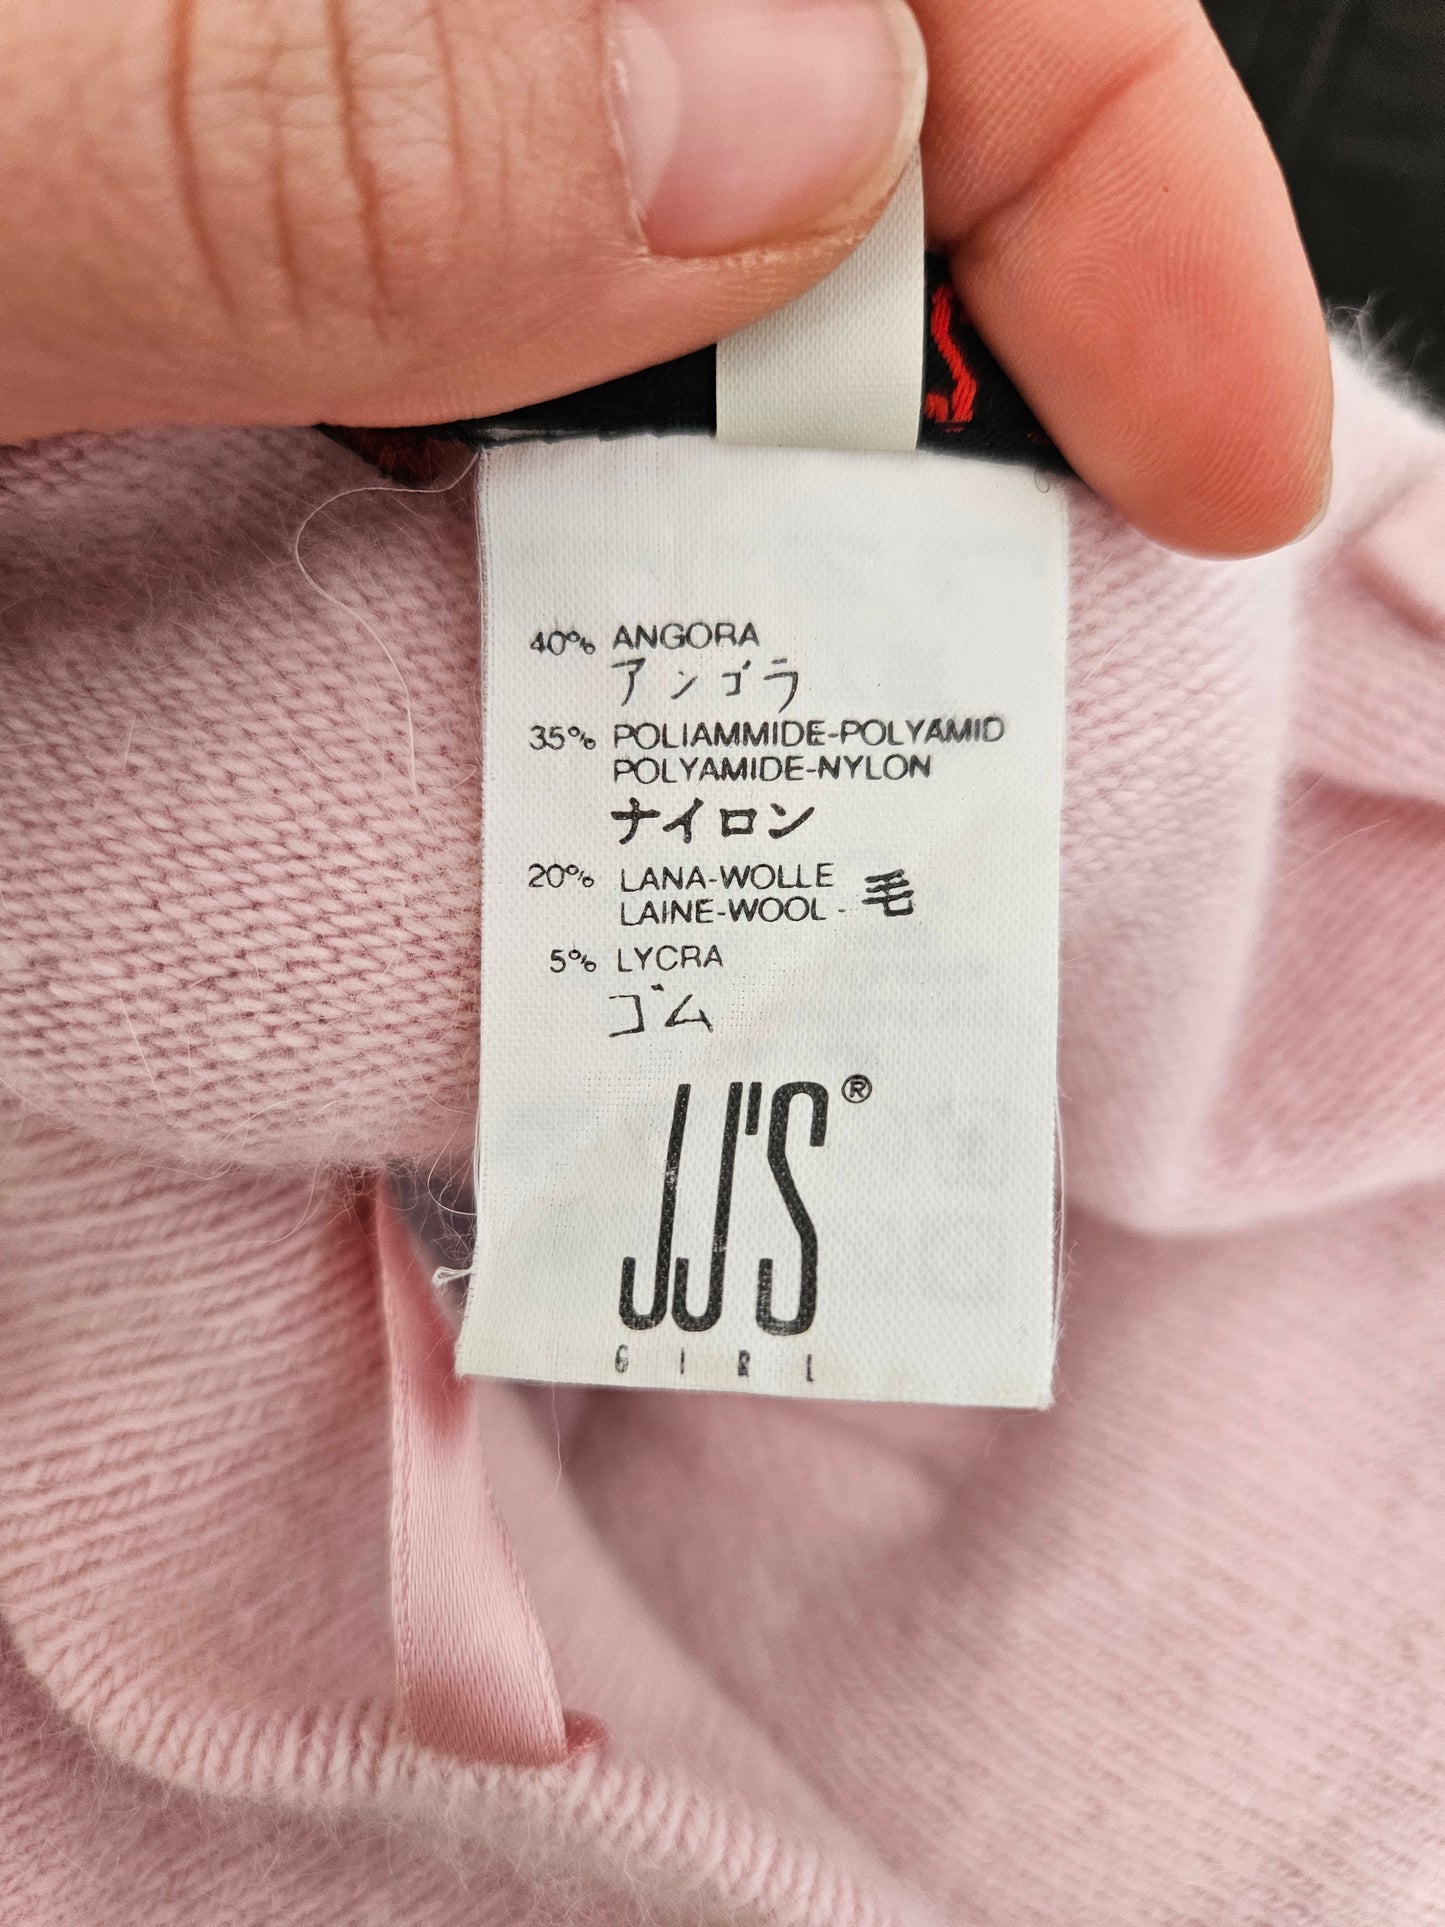 40% ANGORA
アンゴラ
35% POLIAMMIDE-POLYAMID
POLYAMIDE-NYLON
ナイロン
20% LANA-WOLLE
LAINE-WOOL - 毛
5% LYCRA
ゴム
JJ'S®
GIRL